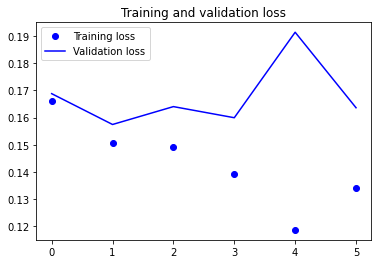 Training and validation loss
Training loss
Validation loss
0.19
0.18
0.17
0.16
0.15
0.14
0.13
0.12
0 1 2 3 4 5